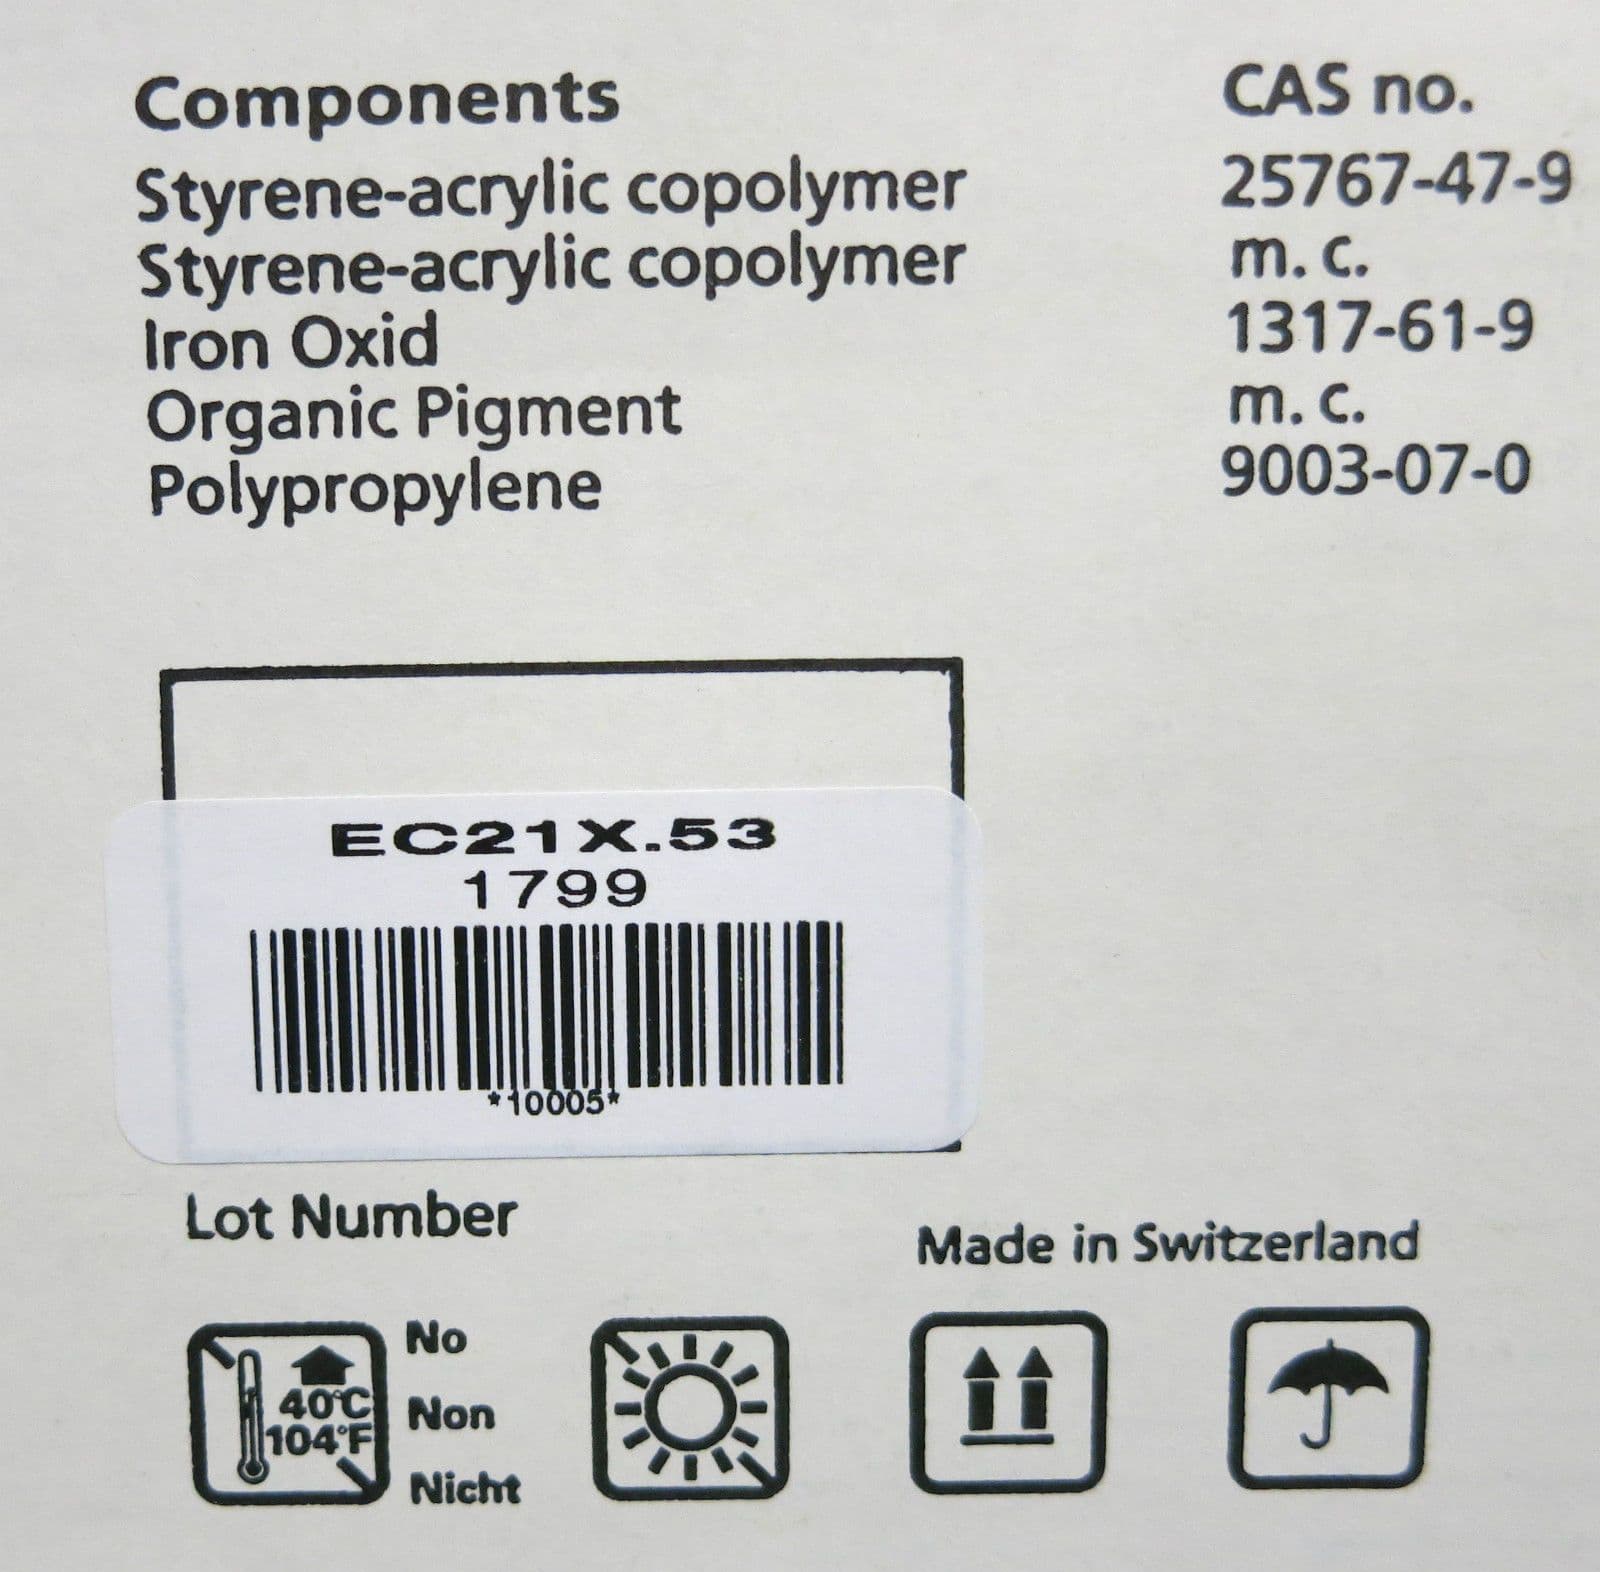 Components CAS no.
Styrene-acrylic copolymer 25767-47-9
Styrene-acrylic copolymer m. c.
Iron Oxid 1317-61-9
Organic Pigment m. c.
Polypropylene 9003-07-0
EC21X.53
1799
*10005*
Lot Number
Made in Switzerland
No
40°C
Non
104°F
Nicht